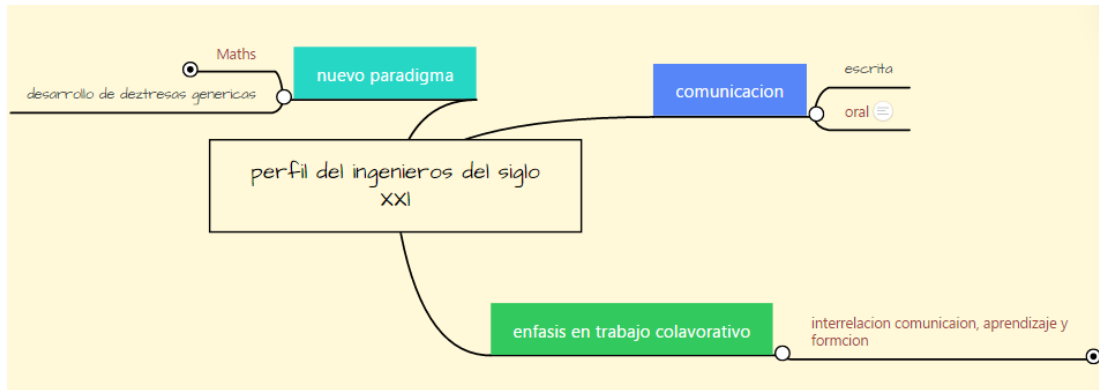 Maths
nuevo paradigma
desarrollo de deztresas genericas
comunicacion
escrita
oral
perfil del ingenieros del siglo
XXI
enfasis en trabajo colavorativo
interrelacion comunicaion, aprendizaje y
formcion